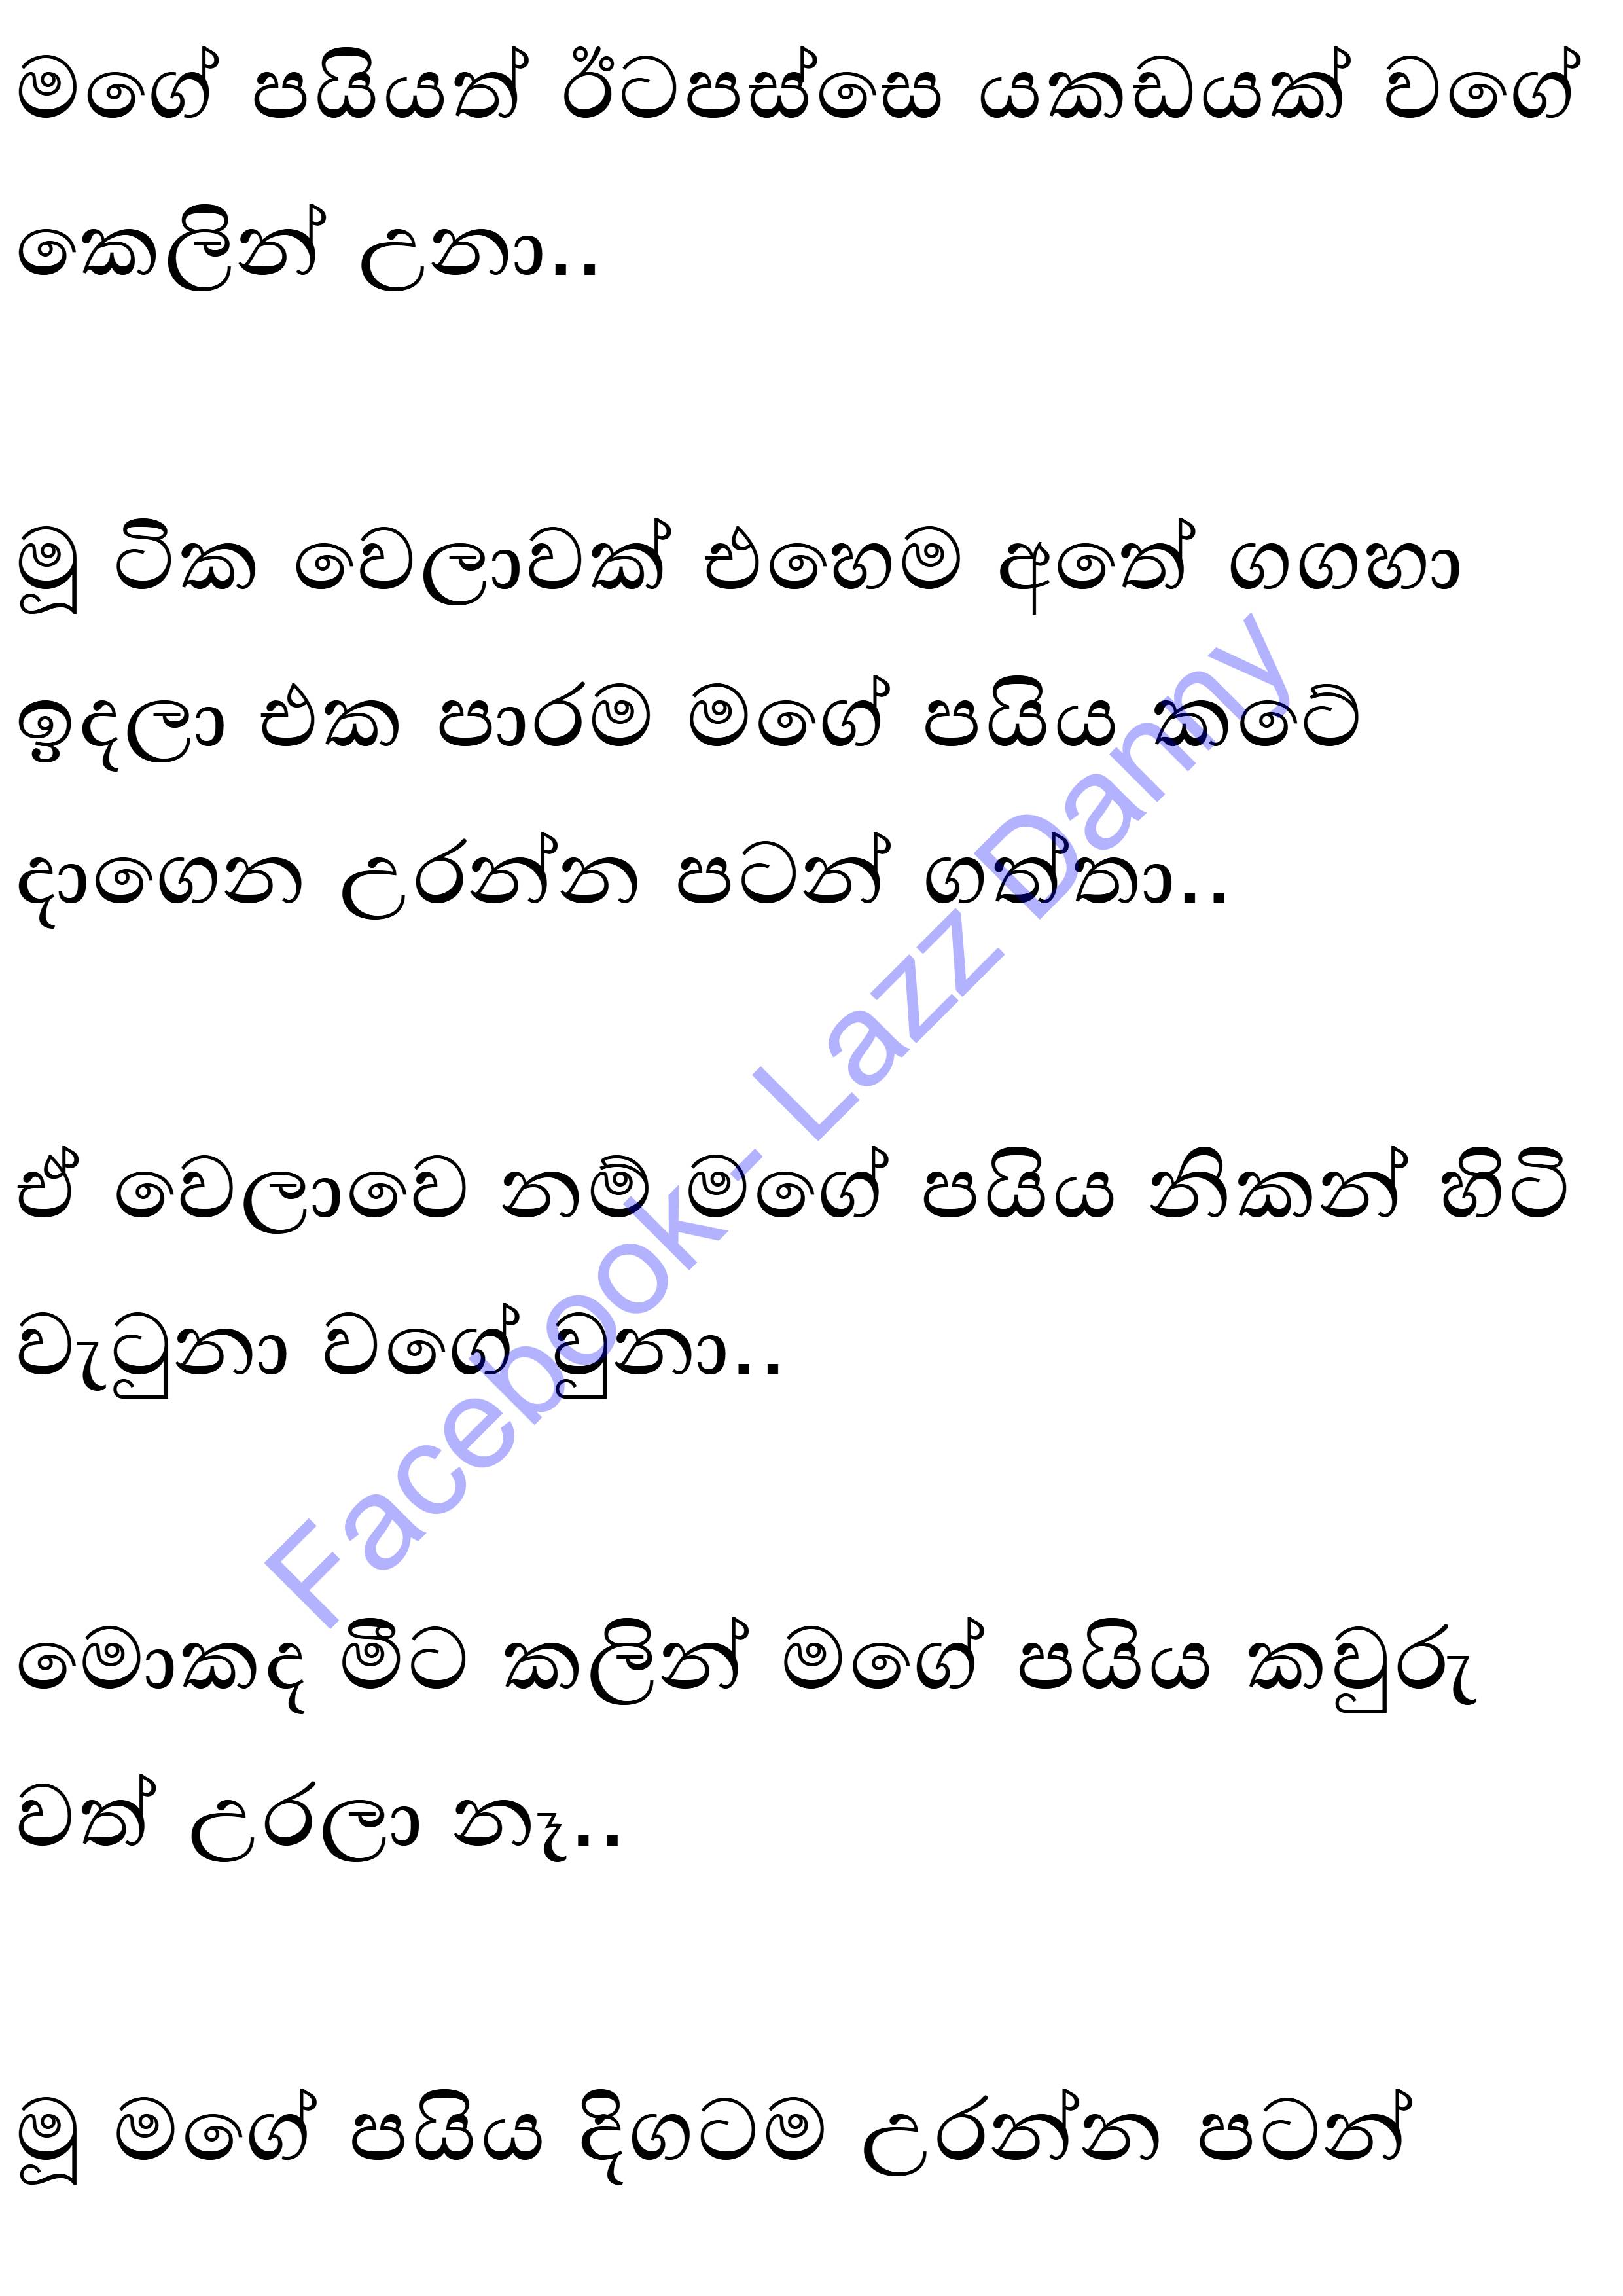 මගේ පයියත් ඊටපස්සෙ යකඩයක් වගේ
කෙලින් උනා..
මූ ටික වෙලාවක් එහෙම අතේ ගගහා
ඉදලා එක පාරම මගේ පයිය කටේ
දාගෙන උරන්න පටන් ගත්තා..
ඒ වෙලාවෙ නම් මගේ පයිය නිකන් හිටි
වැටුනා වගේ වුනා..
මොකද මීට කලින් මගේ පයිය කවුරු
වත් උරලා නෑ..
මූ මගේ පයිය දිගටම උරන්න පටන්
Facebook - Lazz Danny